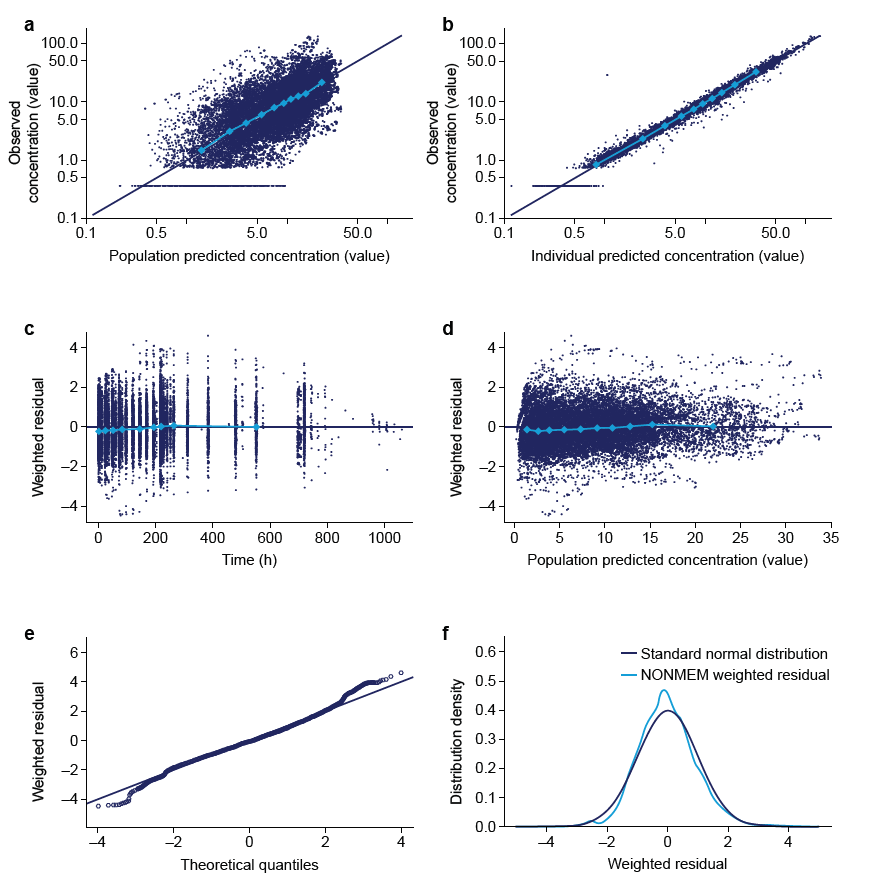 a
Observed
concentration (value)
100.0
50.0
10.0
5.0
1.0
0.5
0.1
0.1 0.5 5.0 50.0
Population predicted concentration (value)
b
Observed
concentration (value)
100.0
50.0
10.0
5.0
1.0
0.5
0.1
0.1 0.5 5.0 50.0
Individual predicted concentration (value)
c
Weighted residual
4
2
0
–2
–4
0 200 400 600 800 1000
Time (h)
d
Weighted residual
4
2
0
–2
–4
0 5 10 15 20 25 30 35
Population predicted concentration (value)
e
Weighted residual
6
4
2
0
–2
–4
–4 –2 0 2 4
Theoretical quantiles
f
Distribution density
0.6
0.5
0.4
0.3
0.2
0.1
0.0
Standard normal distribution
NONMEM weighted residual
–4 –2 0 2 4
Weighted residual